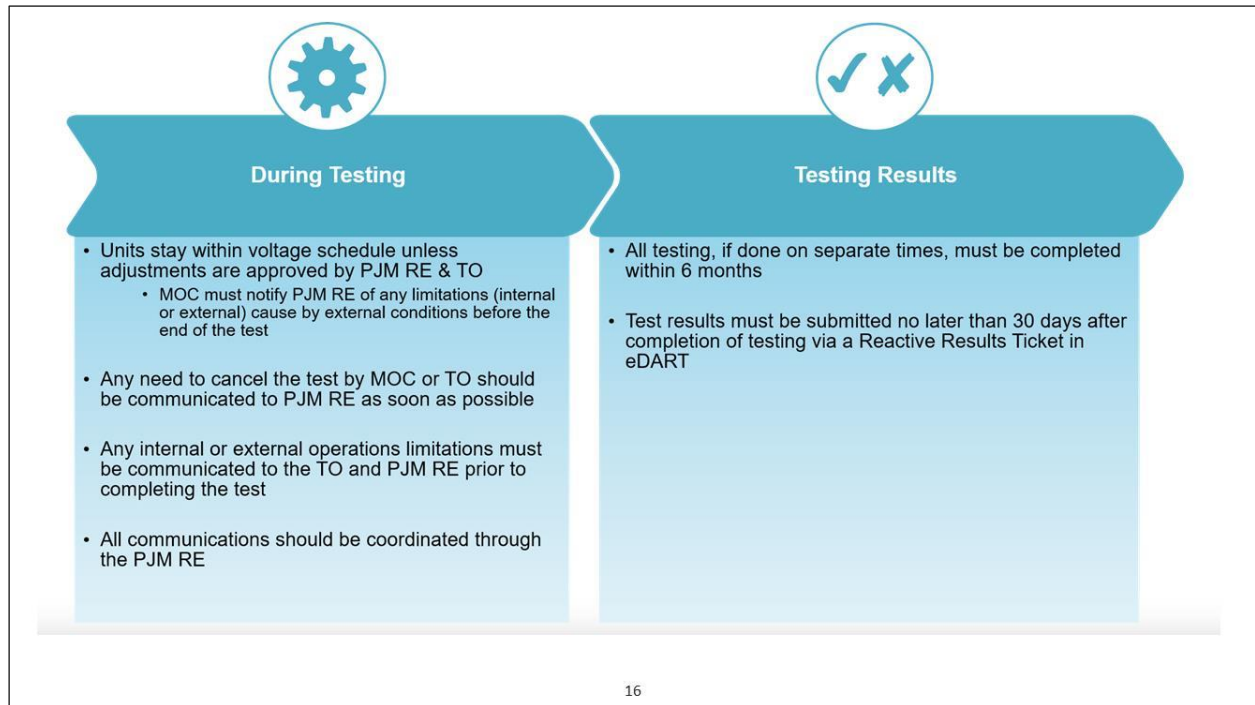 During Testing
• Units stay within voltage schedule unless
adjustments are approved by PJM RE & TO
• MOC must notify PJM RE of any limitations (internal
or external) cause by external conditions before the
end of the test
• Any need to cancel the test by MOC or TO should
be communicated to PJM RE as soon as possible
• Any internal or external operations limitations must
be communicated to the TO and PJM RE prior to
completing the test
• All communications should be coordinated through
the PJM RE
Testing Results
• All testing, if done on separate times, must be completed
within 6 months
• Test results must be submitted no later than 30 days after
completion of testing via a Reactive Results Ticket in
eDART
16